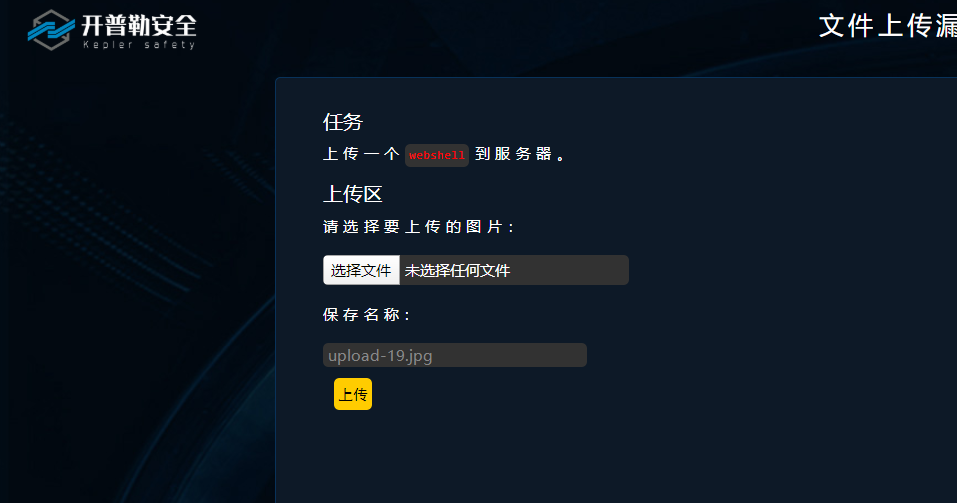 开普勒安全
Kepler safety
文件上传漏
任务
上传一个 webshell 到服务器。
上传区
请选择要上传的图片:
选择文件 未选择任何文件
保存名称:
upload-19.jpg
上传